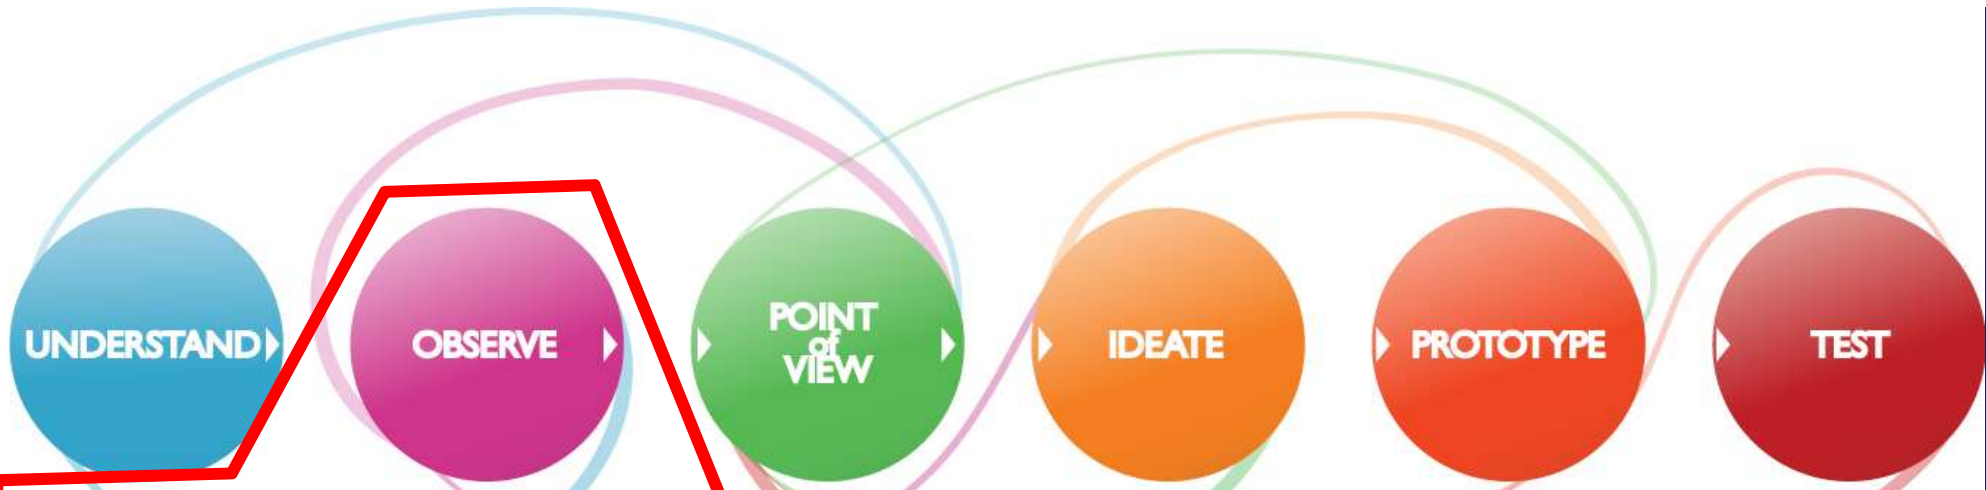 UNDERSTAND
OBSERVE
POINT
of
VIEW
IDEATE
PROTOTYPE
TEST